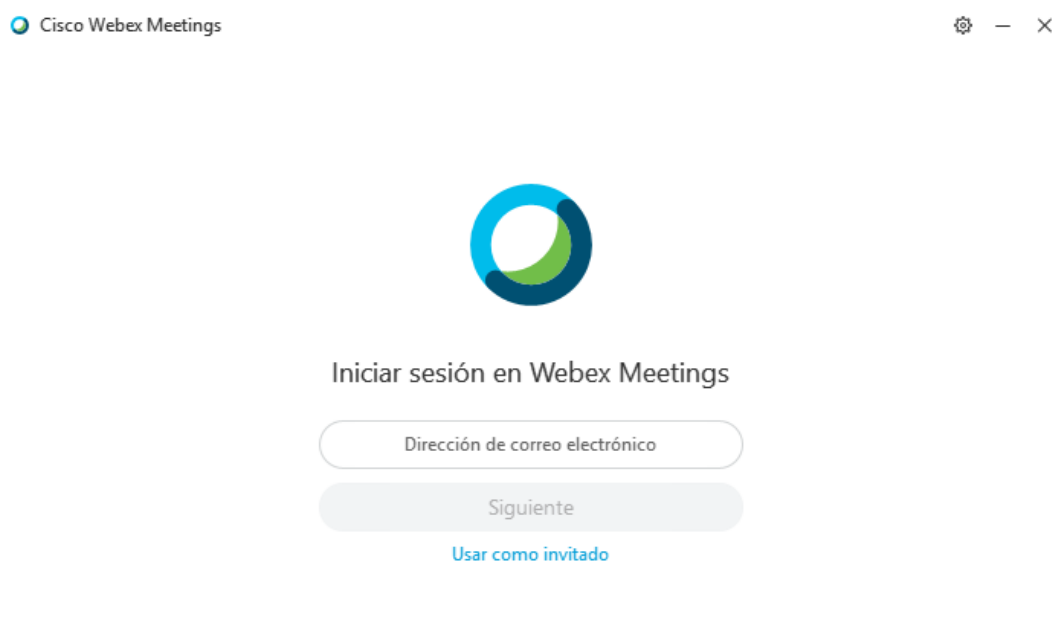 Cisco Webex Meetings
Iniciar sesión en Webex Meetings
Dirección de correo electrónico
Siguiente
Usar como invitado